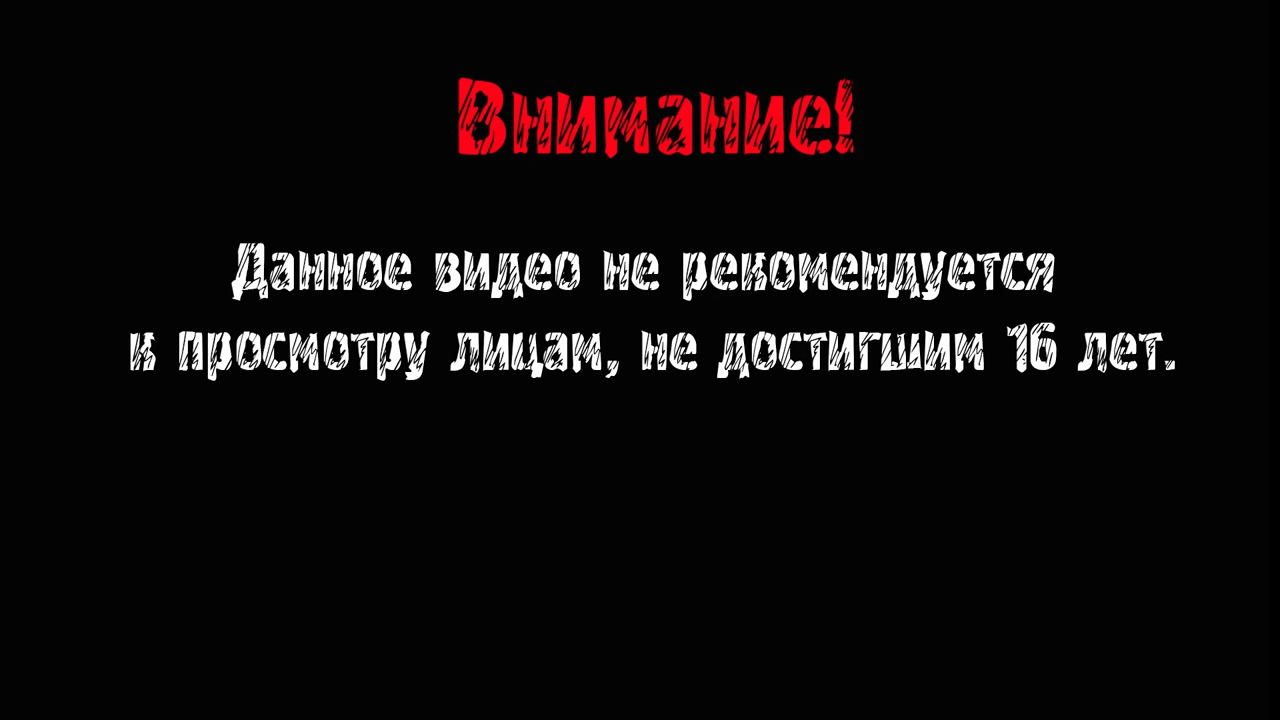 Внимание!
Данное видео не рекомендуется
к просмотру лицам, не достигшим 16 лет.